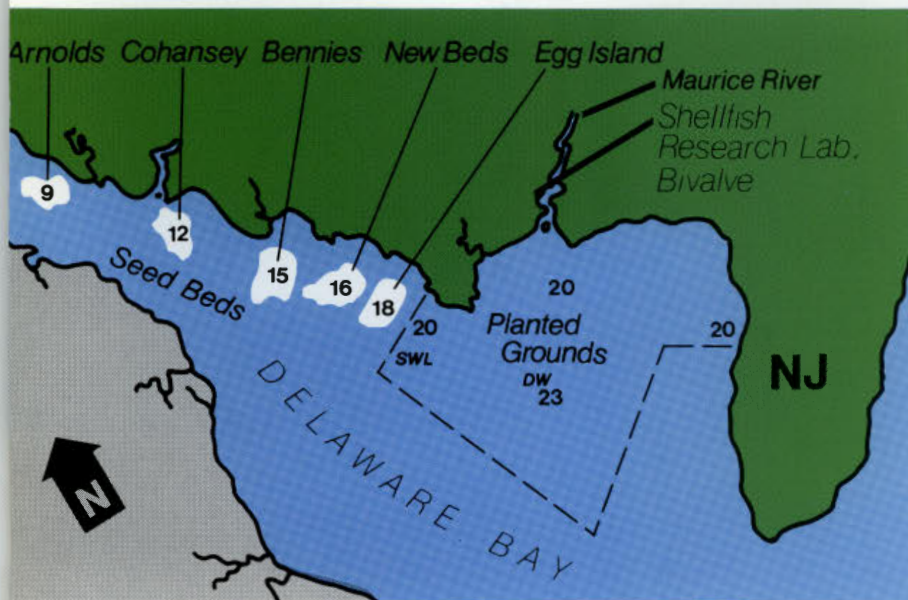 Arnolds Cohansey Bennies New Beds Egg Island
Maurice River
Shellfish
Research Lab.
Bivalve
9
12
15
16
18
Seed Beds
20
SWL
20
Planted
Grounds
DW
23
20
NJ
DELAWARE BAY
N